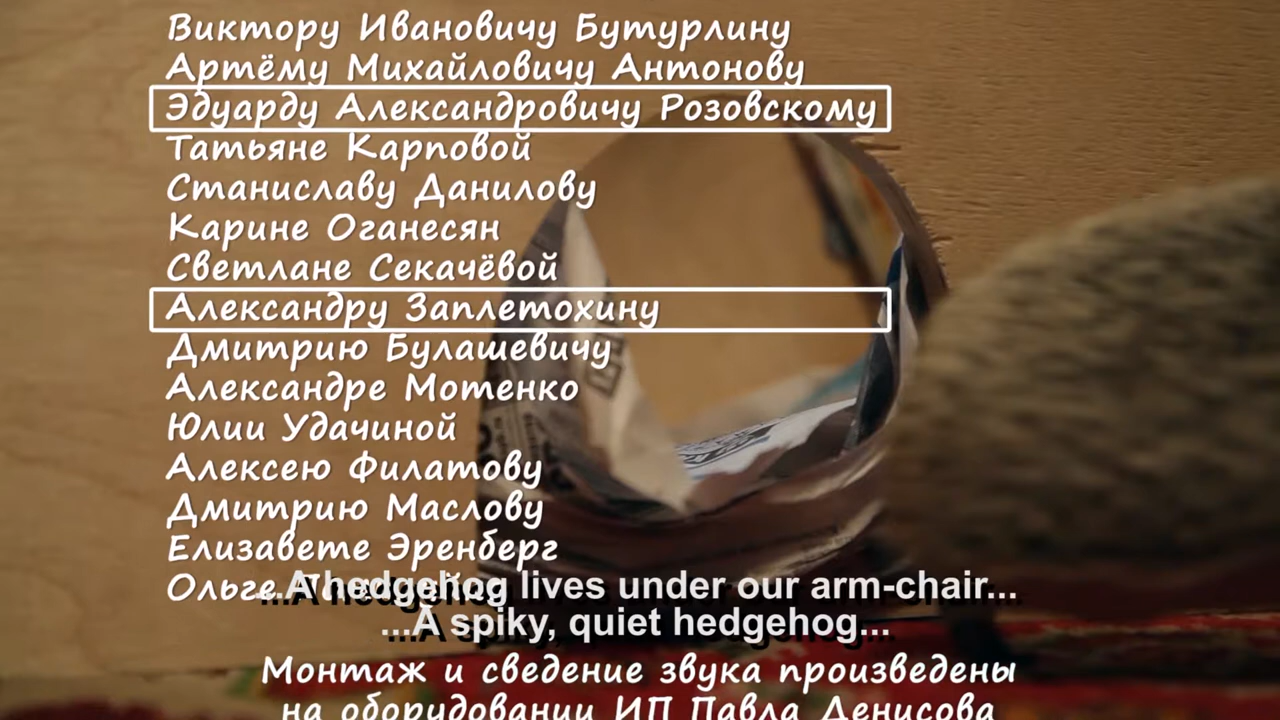 Виктору Ивановичу Бутурлину
Артёму Михайловичу Антонову
Эдуарду Александровичу Розовскому
Татьяне Карповой
Станиславу Данилову
Карине Оганесян
Светлане Секачёвой
Александру Заплетохину
Дмитрию Булашевичу
Александре Мотенко
Юлии Удачиной
Алексею Филатову
Дмитрию Маслову
Елизавете Эренберг
Ольге
...A hedgehog lives under our arm-chair...
...A spiky, quiet hedgehog...
Монтаж и сведение звука произведены
на оборудовании ИП Павла Денисова